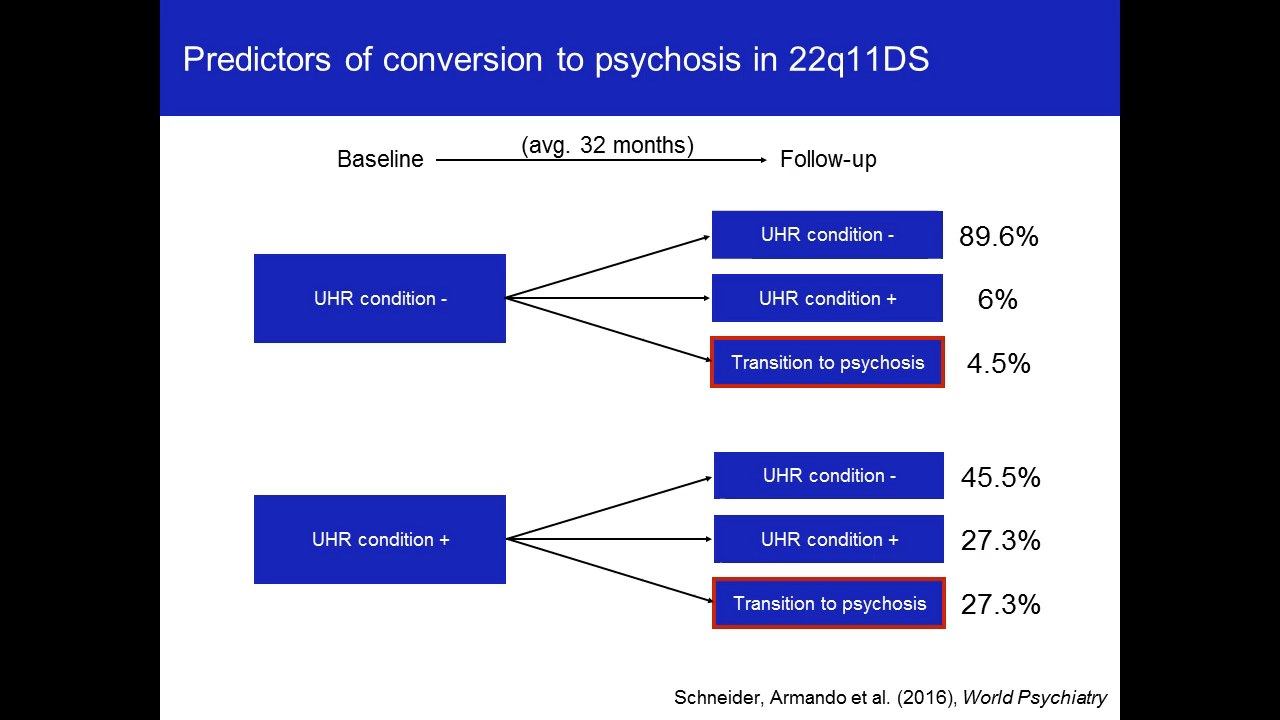 Predictors of conversion to psychosis in 22q11DS
(avg. 32 months)
Baseline
Follow-up
UHR condition -
UHR condition -
89.6%
UHR condition +
6%
Transition to psychosis
4.5%
UHR condition +
UHR condition -
45.5%
UHR condition +
27.3%
Transition to psychosis
27.3%
Schneider, Armando et al. (2016), World Psychiatry